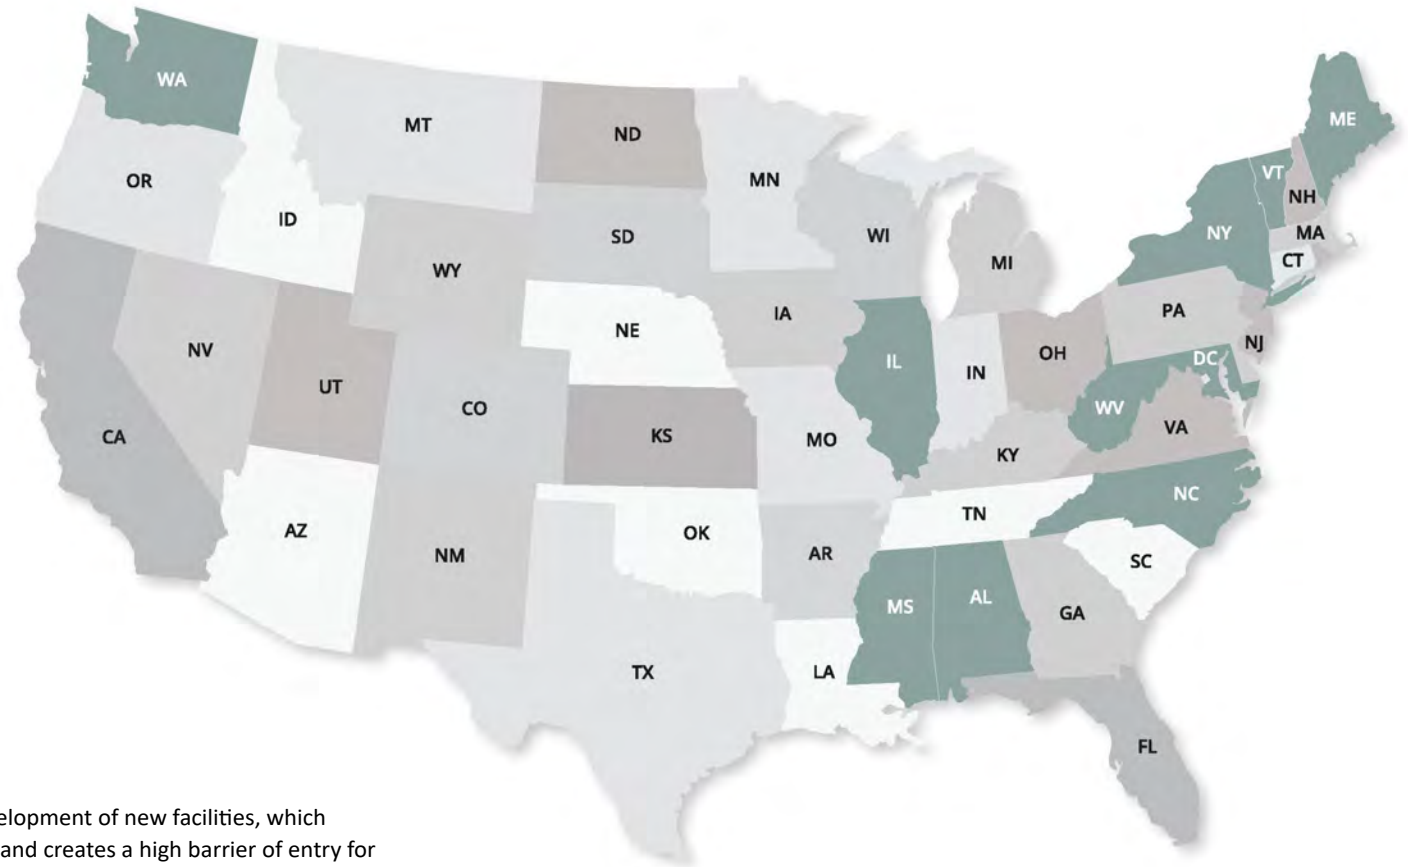 WA
MT
ND
ME
OR
MN
VT
NH
ID
NY
MA
SD
WI
CT
WY
MI
IA
PA
NE
NV
OH
NJ
IL
DC
UT
IN
CO
WV
CA
KS
MO
VA
KY
NC
AZ
TN
OK
NM
AR
SC
MS
AL
GA
TX
LA
FL
elopment of new facilities, which
and creates a high barrier of entry for